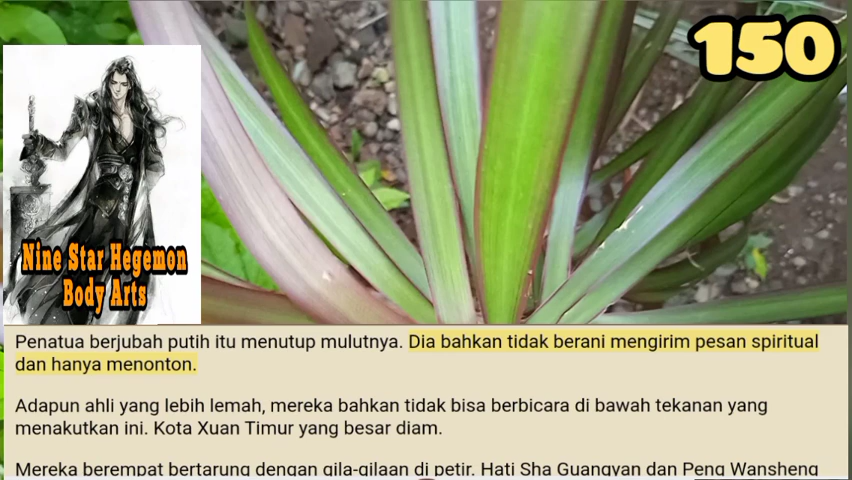 150
Nine Star Hegemon
Body Arts
Penatua berjubah putih itu menutup mulutnya. Dia bahkan tidak berani mengirim pesan spiritual
dan hanya menonton.
Adapun ahli yang lebih lemah, mereka bahkan tidak bisa berbicara di bawah tekanan yang
menakutkan ini. Kota Xuan Timur yang besar diam.
Mereka berempat bertarung dengan gila-gilaan di petir. Hati Sha Guangyan dan Peng Wansheng